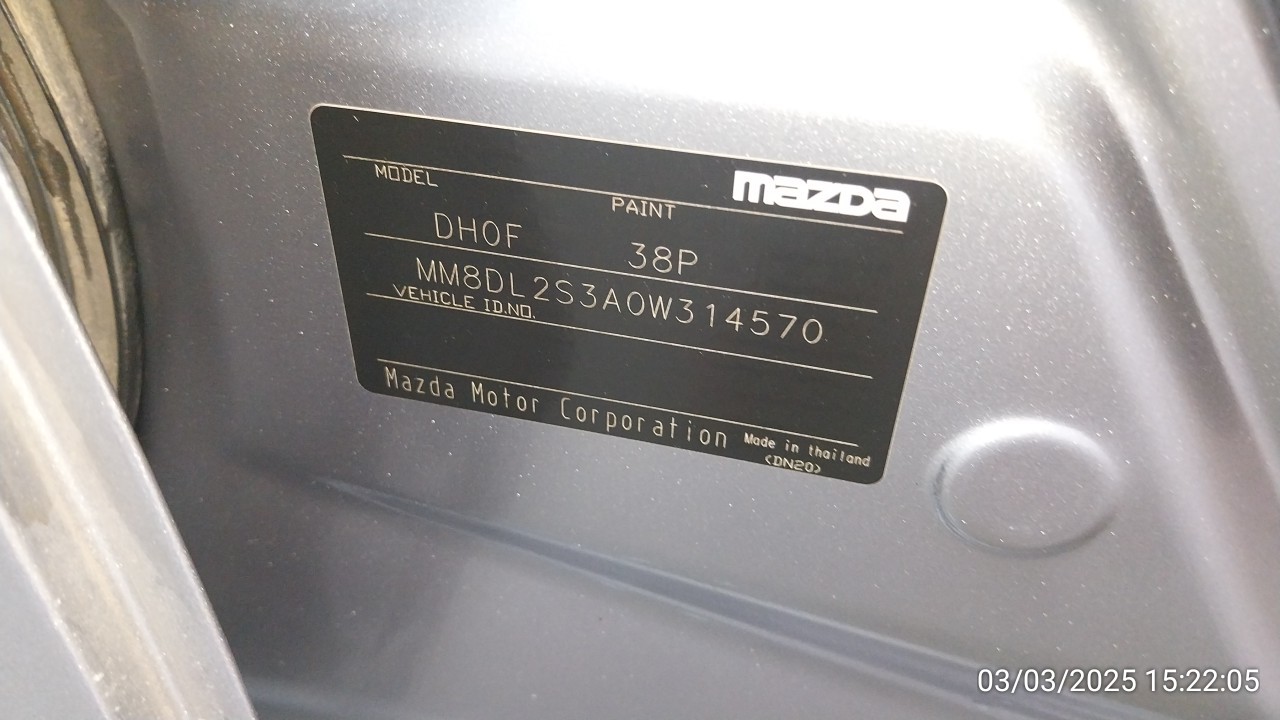 mazda
MODEL PAINT
DH0F 38P
MM8DL2S3A0W314570
VEHICLE ID.NO.
Mazda Motor Corporation Made in thailand
<DN20>
03/03/2025 15:22:05